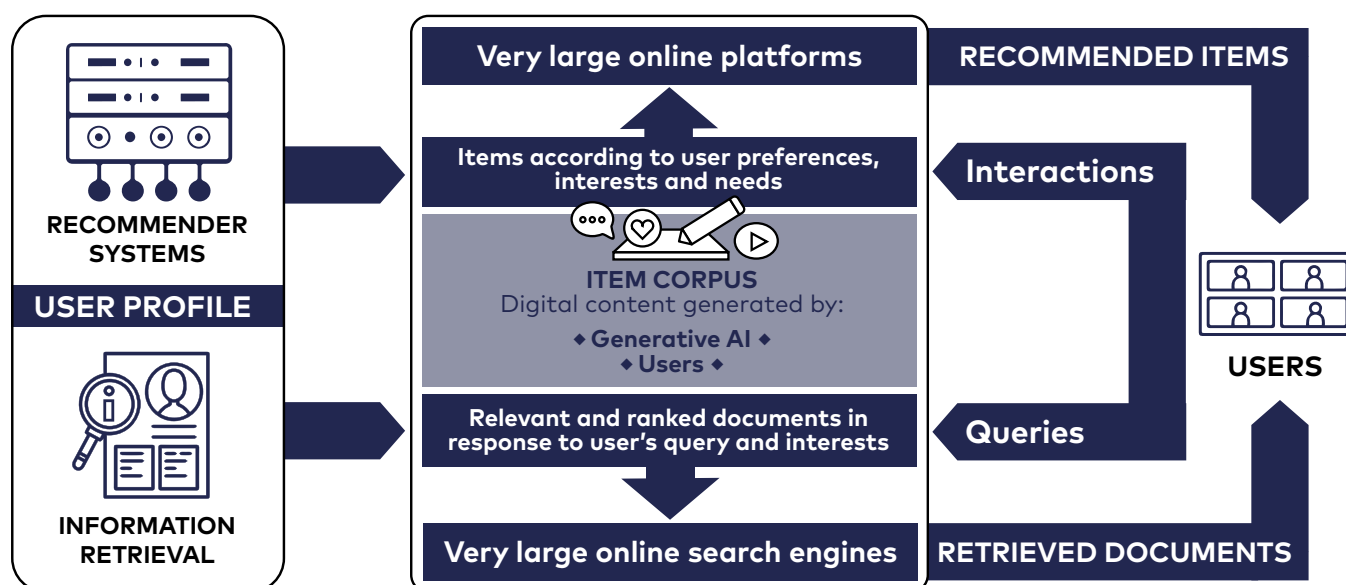 RECOMMENDER
SYSTEMS
USER PROFILE
INFORMATION
RETRIEVAL
Very large online platforms
Items according to user preferences,
interests and needs
ITEM CORPUS
Digital content generated by:
◆ Generative AI ◆
◆ Users ◆
Relevant and ranked documents in
response to user’s query and interests
Very large online search engines
RECOMMENDED ITEMS
Interactions
Queries
RETRIEVED DOCUMENTS
USERS